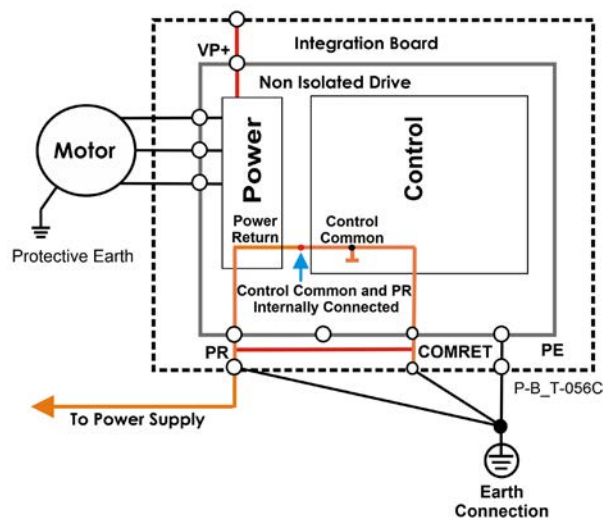 Integration Board
VP+
Non Isolated Drive
Motor
Power
Control
Power
Return
Control
Common
Protective Earth
Control Common and PR
Internally Connected
PR
COMRET
PE
P-B_T-056C
To Power Supply
Earth
Connection